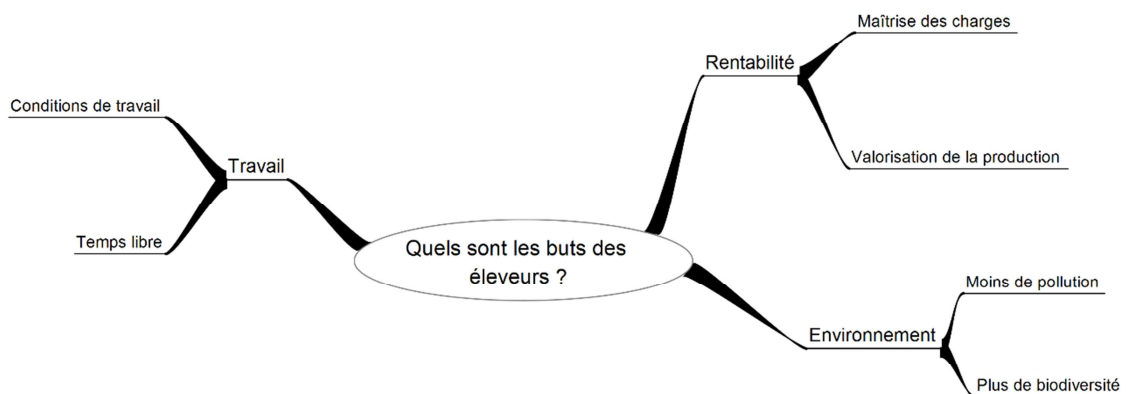 Maîtrise des charges
Rentabilité
Conditions de travail
Valorisation de la production
Travail
Temps libre
Quels sont les buts des
éleveurs ?
Moins de pollution
Environnement
Plus de biodiversité